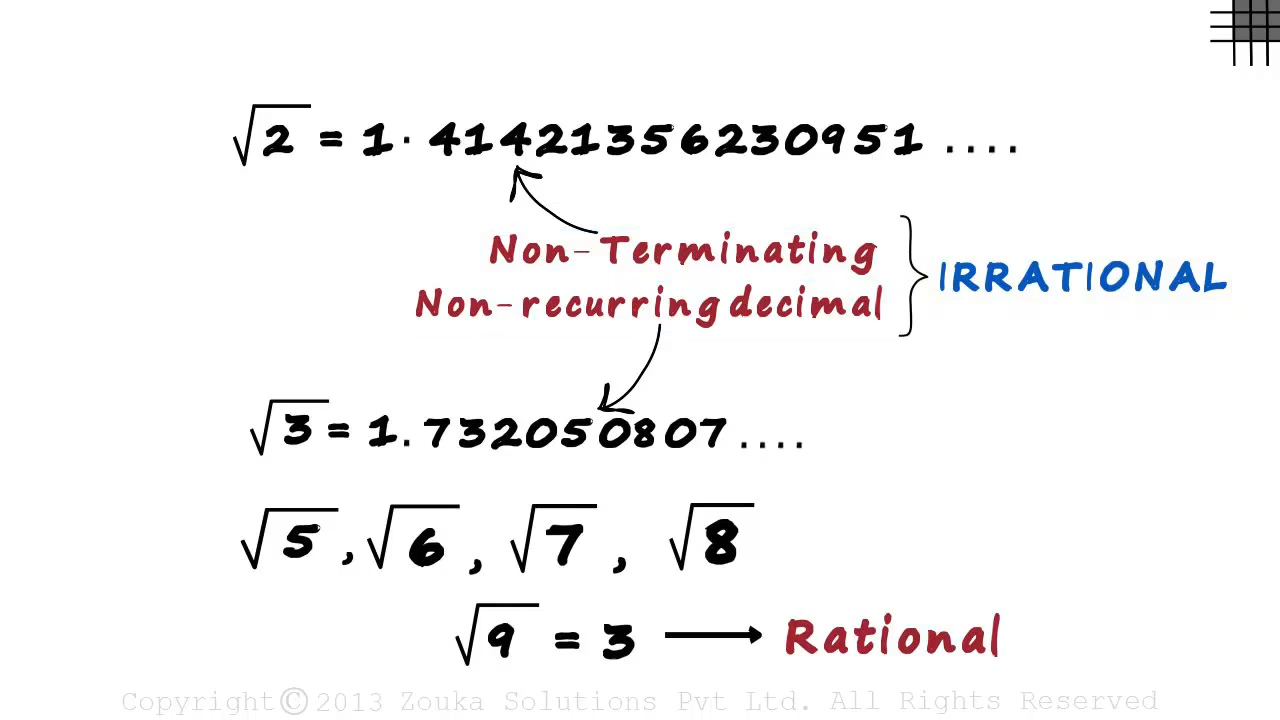 √2 = 1.41421356230951 ....
Non-Terminating
Non-recurring decimal
IRRATIONAL
√3 = 1.732050807 ....
√5, √6, √7, √8
√9 = 3 → Rational
Copyright© 2013 Zouka Solutions Pvt Ltd. All Rights Reserved